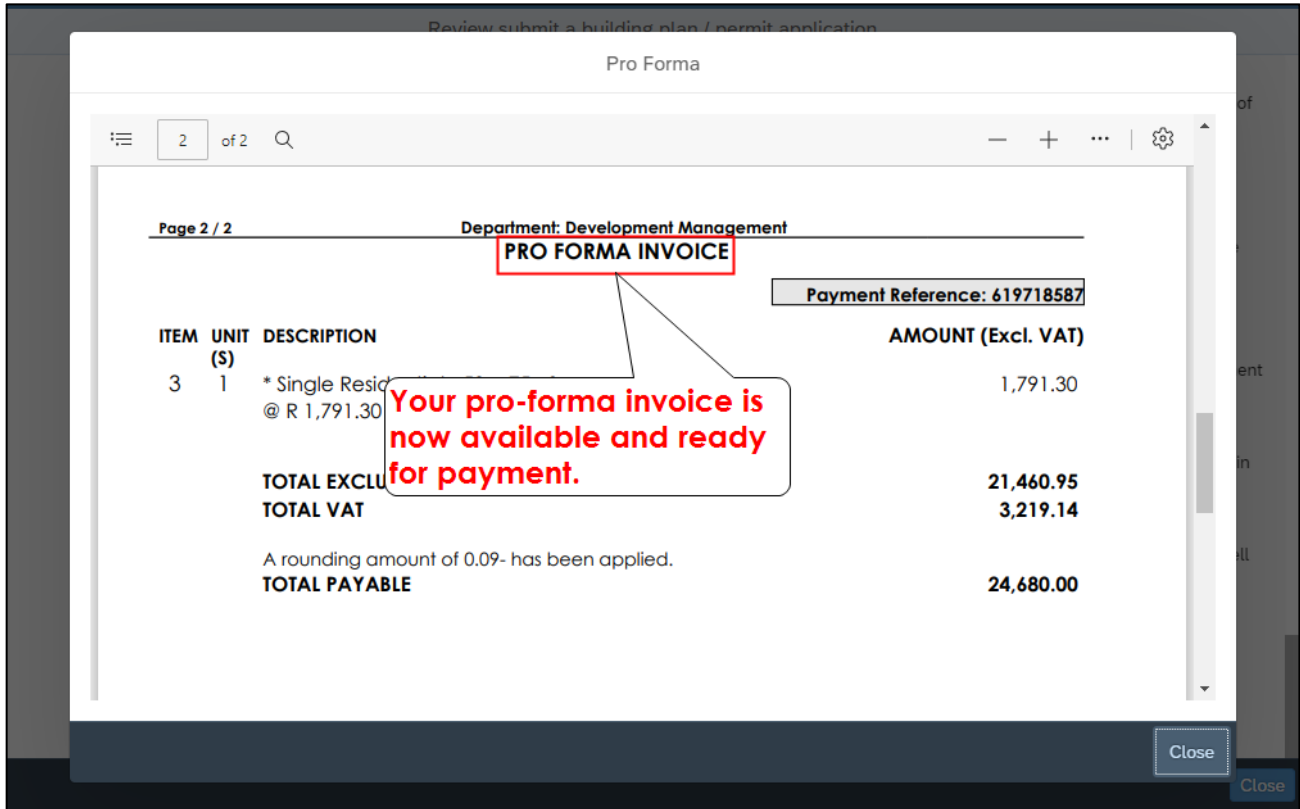 Review submit a building plan / permit application
Pro Forma
of
2 of 2
Page 2 / 2 Department: Development Management
PRO FORMA INVOICE
Payment Reference: 619718587
ITEM UNIT DESCRIPTION AMOUNT (Excl. VAT)
(S)
3 1 * Single 1,791.30
@ R 1,791.30
Your pro-forma invoice is
now available and ready
for payment.
TOTAL 21,460.95
TOTAL VAT 3,219.14
A rounding amount of 0.09- has been applied.
TOTAL PAYABLE 24,680.00
in
Close
Close